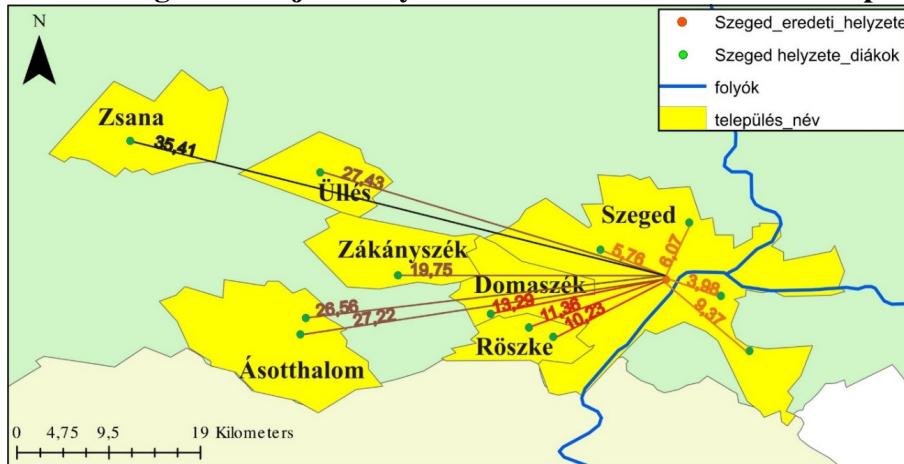 N
Szeged_eredeti_helyzete
Szeged helyzete_diákok
folyók
település_név
Zsana
35,41
27,43
Üllés
Szeged
Zákányszék
5,76
6,07
19,75
Domaszék
3,98
13,29
26,56
11,36
10,23
9,37
27,22
Röszke
Ásotthalom
0 4,75 9,5 19 Kilometers